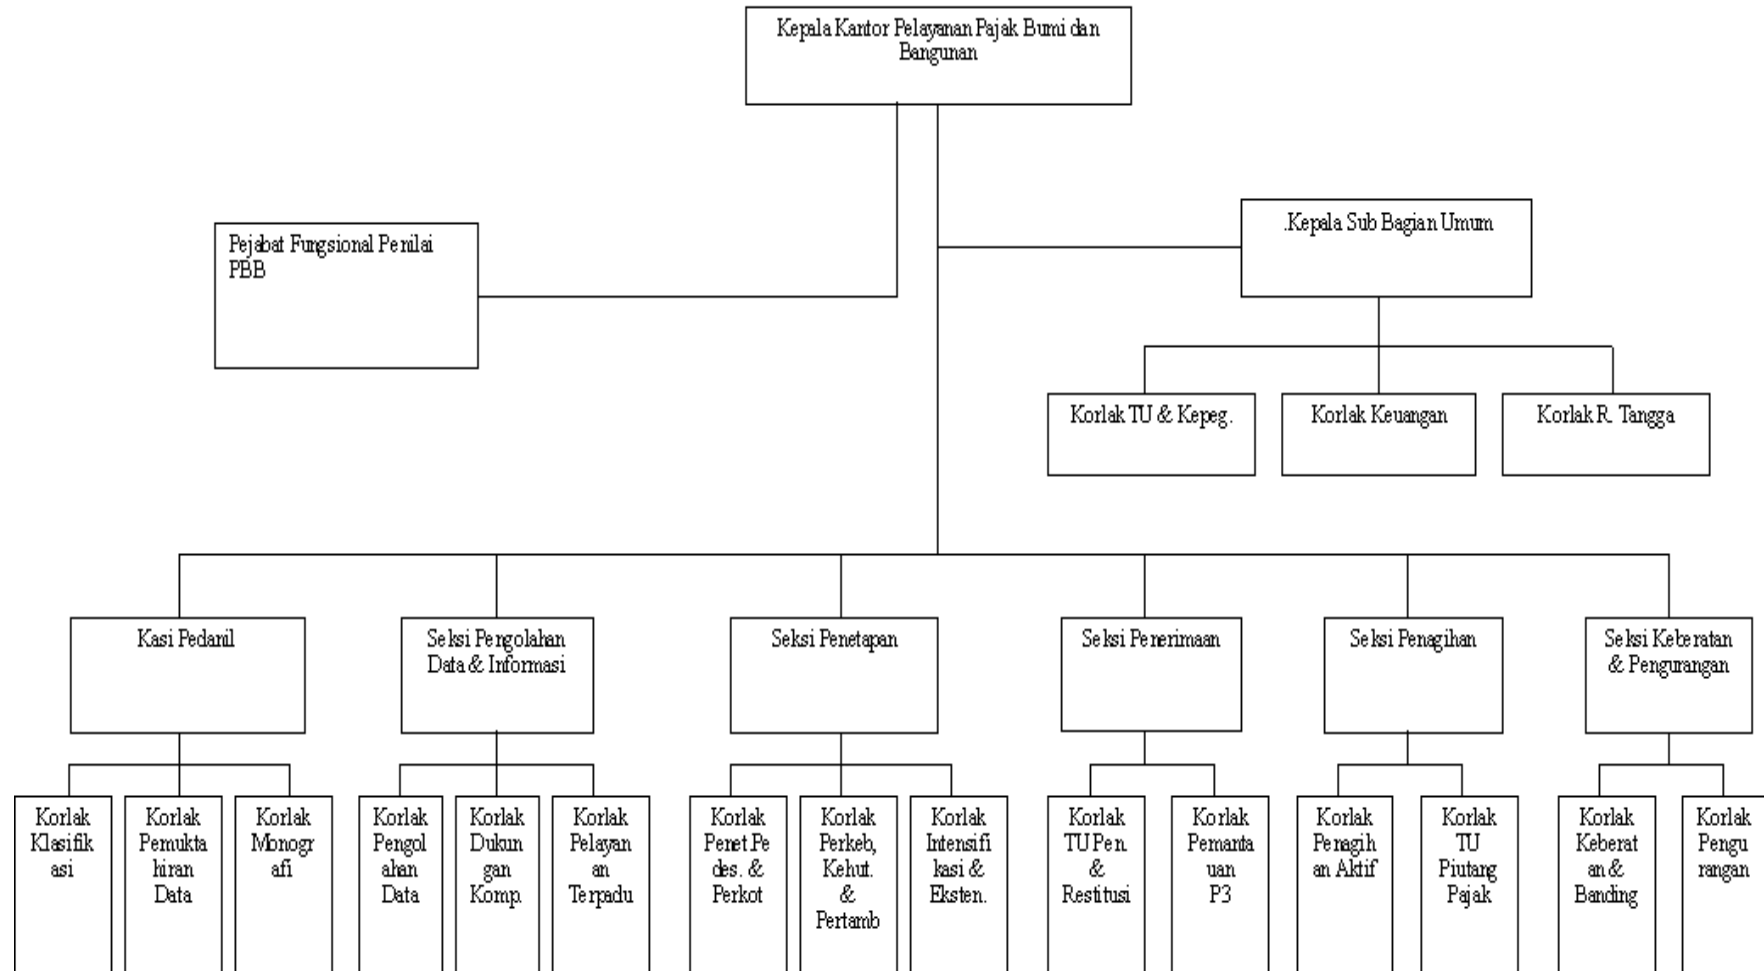 Kepala Kantor Pelayanan Pajak Bumi dan
Bangunan
Pejabat Fungsional Penilai
PBB
.Kepala Sub Bagian Umum
Korlak TU & Kepeg.
Korlak Keuangan
Korlak R. Tangga
Kasi Pedanil
Seksi Pengolahan
Data & Informasi
Seksi Penetapan
Seksi Penerimaan
Seksi Penagihan
Seksi Keberatan
& Pengurangan
Korlak
Klasifik
asi
Korlak
Pemukta
hiran
Data
Korlak
Monogr
afi
Korlak
Pengol
ahan
Data
Korlak
Dukun
gan
Komp.
Korlak
Pelayan
an
Terpadu
Korlak
Penet.Pe
des. &
Perkot
Korlak
Perkeb,
Kehut.
&
Pertamb
Korlak
Intensifi
kasi &
Eksten.
Korlak
TU Pen.
&
Restitusi
Korlak
Pemanta
uan
P3
Korlak
Penagih
an Aktif
Korlak
TU
Piutang
Pajak
Korlak
Keberat
an &
Banding
Korlak
Pengu
rangan